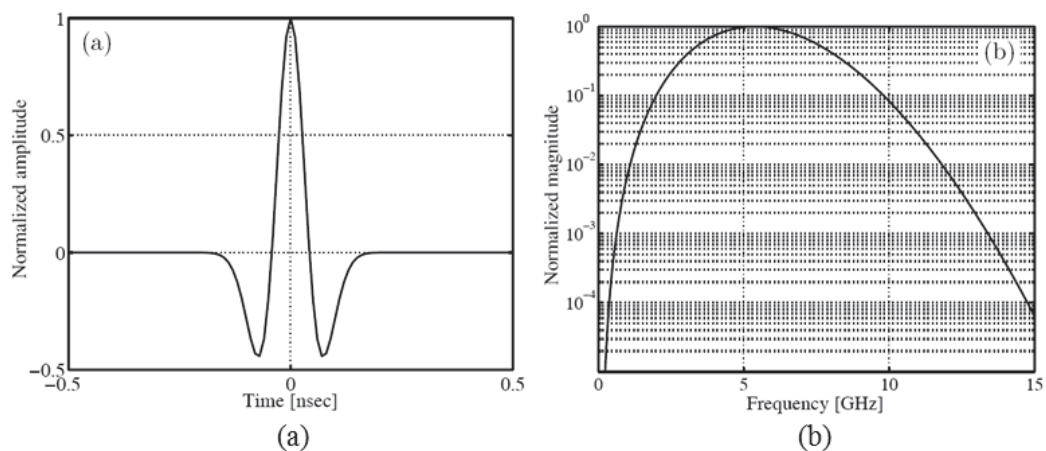 (a)
Normalized amplitude
1
0.5
0
−0.5
−0.5
0
0.5
Time [nsec]
(a)
(b)
Normalized magnitude
10^0
10^−1
10^−2
10^−3
10^−4
0
5
10
15
Frequency [GHz]
(b)